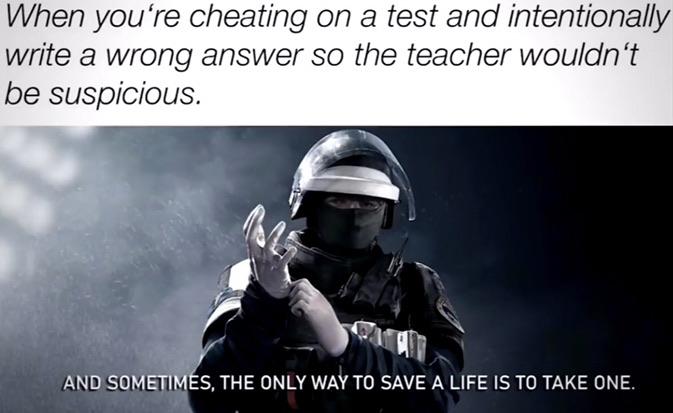 When you‘re cheating on a test and intentionally
write a wrong answer so the teacher wouldn‘t
be suspicious.
AND SOMETIMES, THE ONLY WAY TO SAVE A LIFE IS TO TAKE ONE.